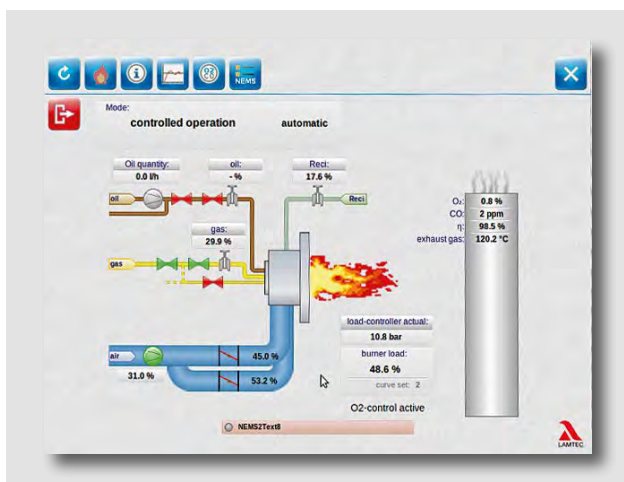 NEMS
Mode:
controlled operation automatic
Oil quantity: oil: Reci:
0.0 l/h - % 17.6 %
oil Reci
gas:
29.9 %
gas
O₂: 0.8 %
CO: 2 ppm
η: 98.5 %
exhaust gas: 120.2 °C
load-controller actual:
10.8 bar
burner load:
48.6 %
curve set: 2
air 45.0 %
31.0 % 53.2 %
O2-control active
NEMS2Text8
LAMTEC